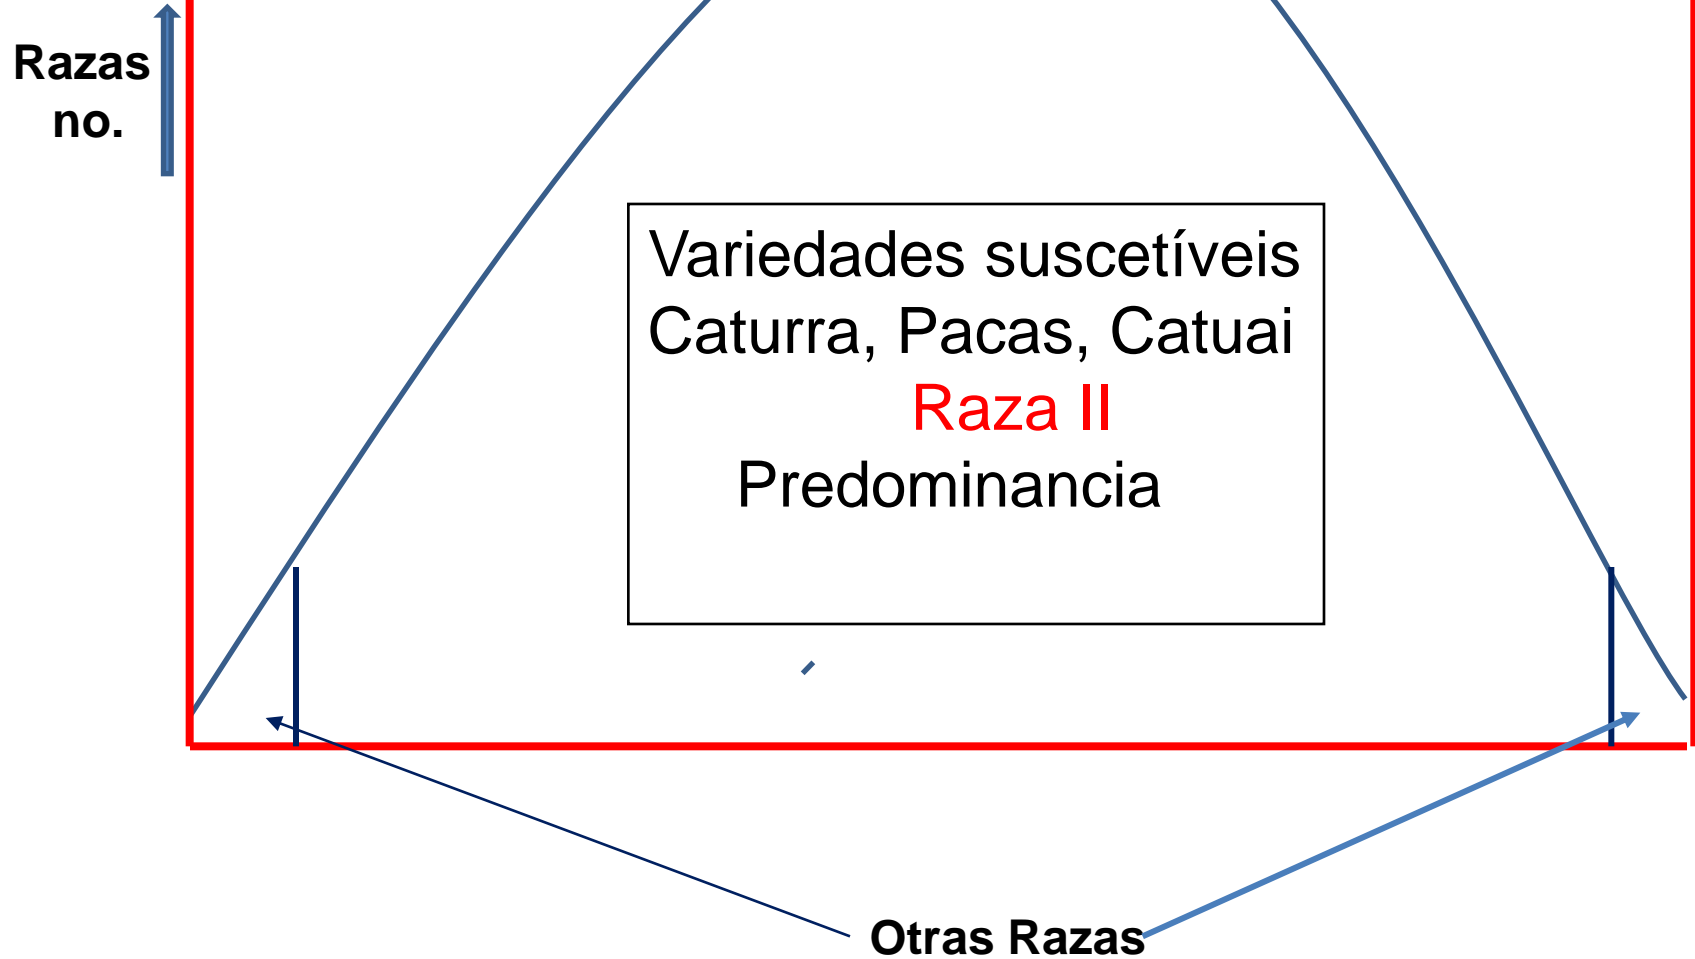 Razas
no.
Variedades suscetíveis
Caturra, Pacas, Catuai
Raza II
Predominancia
Otras Razas